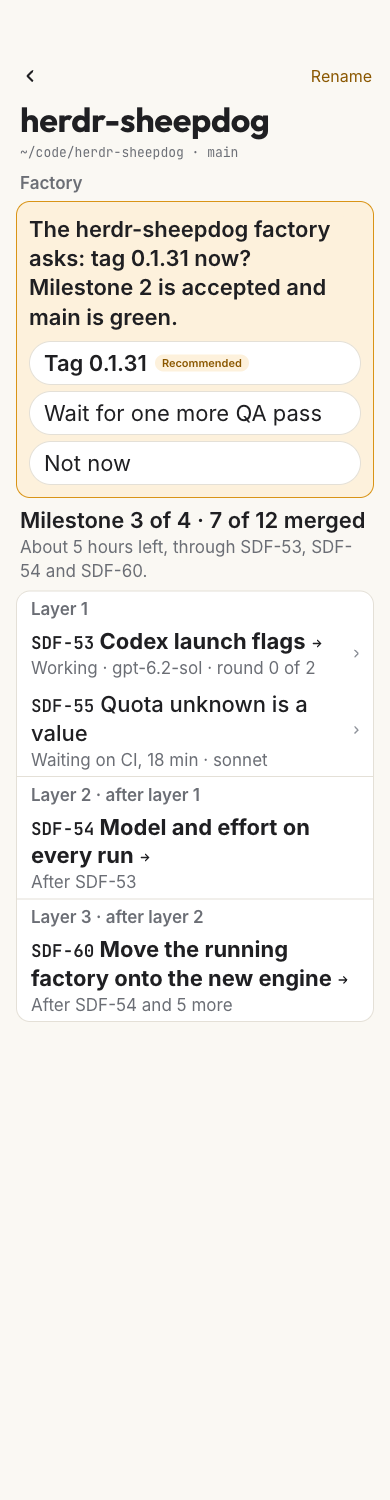 Rename
herdr-sheepdog
~/code/herdr-sheepdog · main
Factory
The herdr-sheepdog factory
asks: tag 0.1.31 now?
Milestone 2 is accepted and
main is green.
Tag 0.1.31 Recommended
Wait for one more QA pass
Not now
Milestone 3 of 4 · 7 of 12 merged
About 5 hours left, through SDF-53, SDF-
54 and SDF-60.
Layer 1
SDF-53 Codex launch flags →
Working · gpt-6.2-sol · round 0 of 2
SDF-55 Quota unknown is a
value
Waiting on CI, 18 min · sonnet
Layer 2 · after layer 1
SDF-54 Model and effort on
every run →
After SDF-53
Layer 3 · after layer 2
SDF-60 Move the running
factory onto the new engine →
After SDF-54 and 5 more